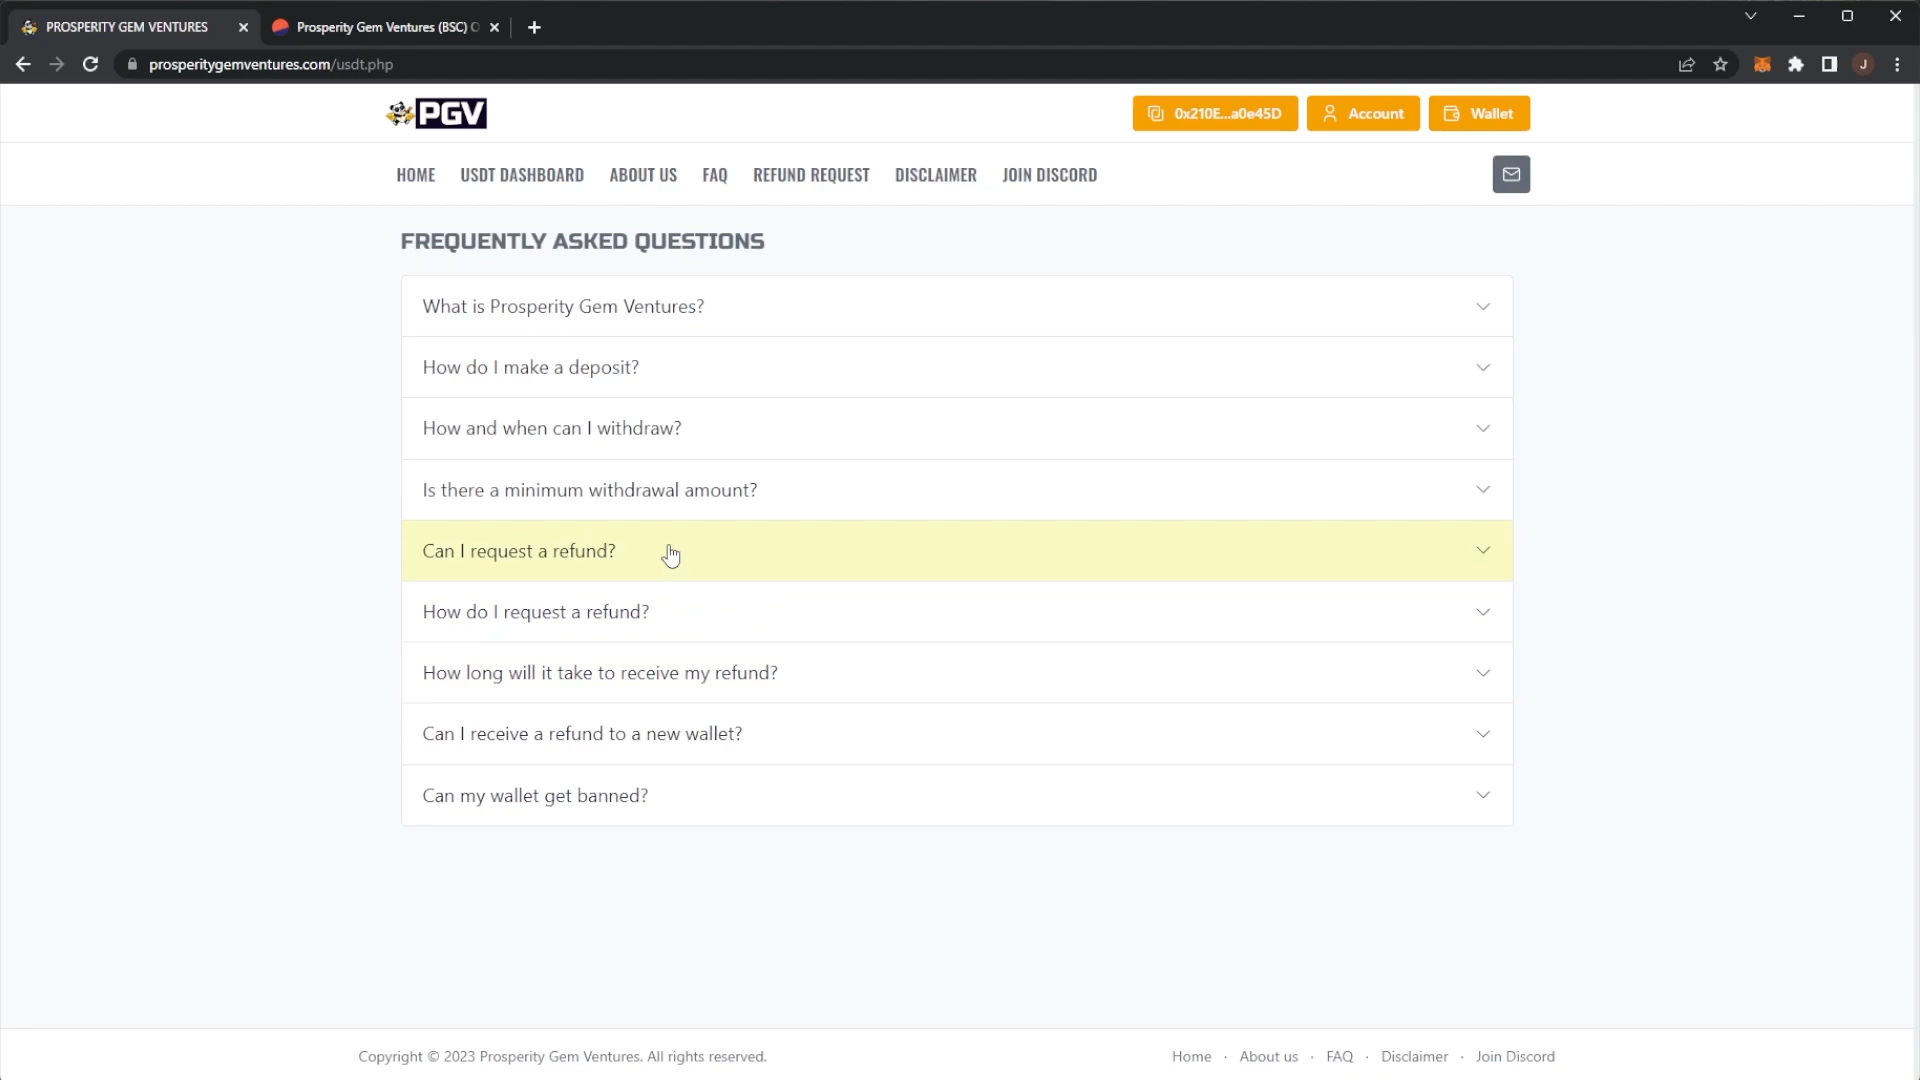 PROSPERITY GEM VENTURES
Prosperity Gem Ventures (BSC)
prosperitygemventures.com/usdt.php
J
PGV
0x210E...a0e45D
Account
Wallet
HOME
USDT DASHBOARD
ABOUT US
FAQ
REFUND REQUEST
DISCLAIMER
JOIN DISCORD
FREQUENTLY ASKED QUESTIONS
What is Prosperity Gem Ventures?
How do I make a deposit?
How and when can I withdraw?
Is there a minimum withdrawal amount?
Can I request a refund?
How do I request a refund?
How long will it take to receive my refund?
Can I receive a refund to a new wallet?
Can my wallet get banned?
Copyright © 2023 Prosperity Gem Ventures. All rights reserved.
Home · About us · FAQ · Disclaimer · Join Discord